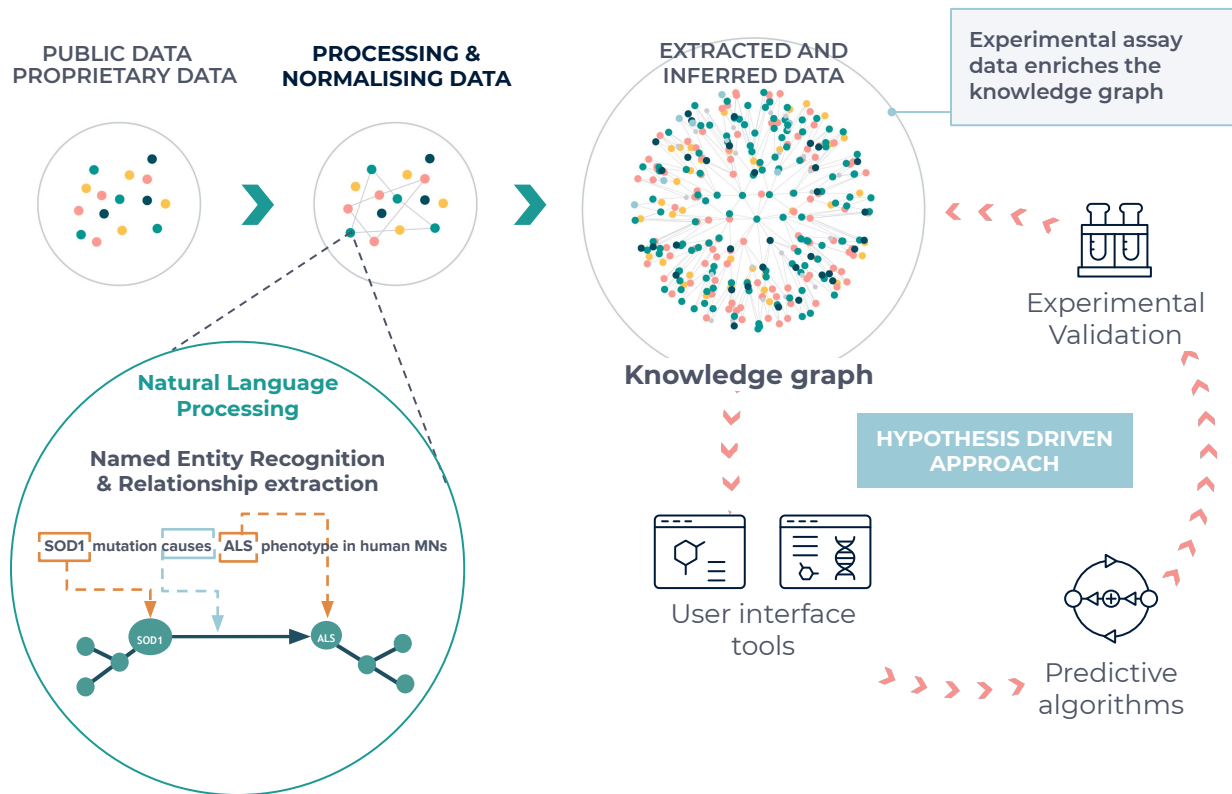 PUBLIC DATA
PROPRIETARY DATA
PROCESSING &
NORMALISING DATA
EXTRACTED AND
INFERRED DATA
Experimental assay
data enriches the
knowledge graph
Experimental
Validation
Knowledge graph
HYPOTHESIS DRIVEN
APPROACH
User interface
tools
Predictive
algorithms
Natural Language
Processing
Named Entity Recognition
& Relationship extraction
SOD1 mutation causes ALS phenotype in human MNs
SOD1
ALS